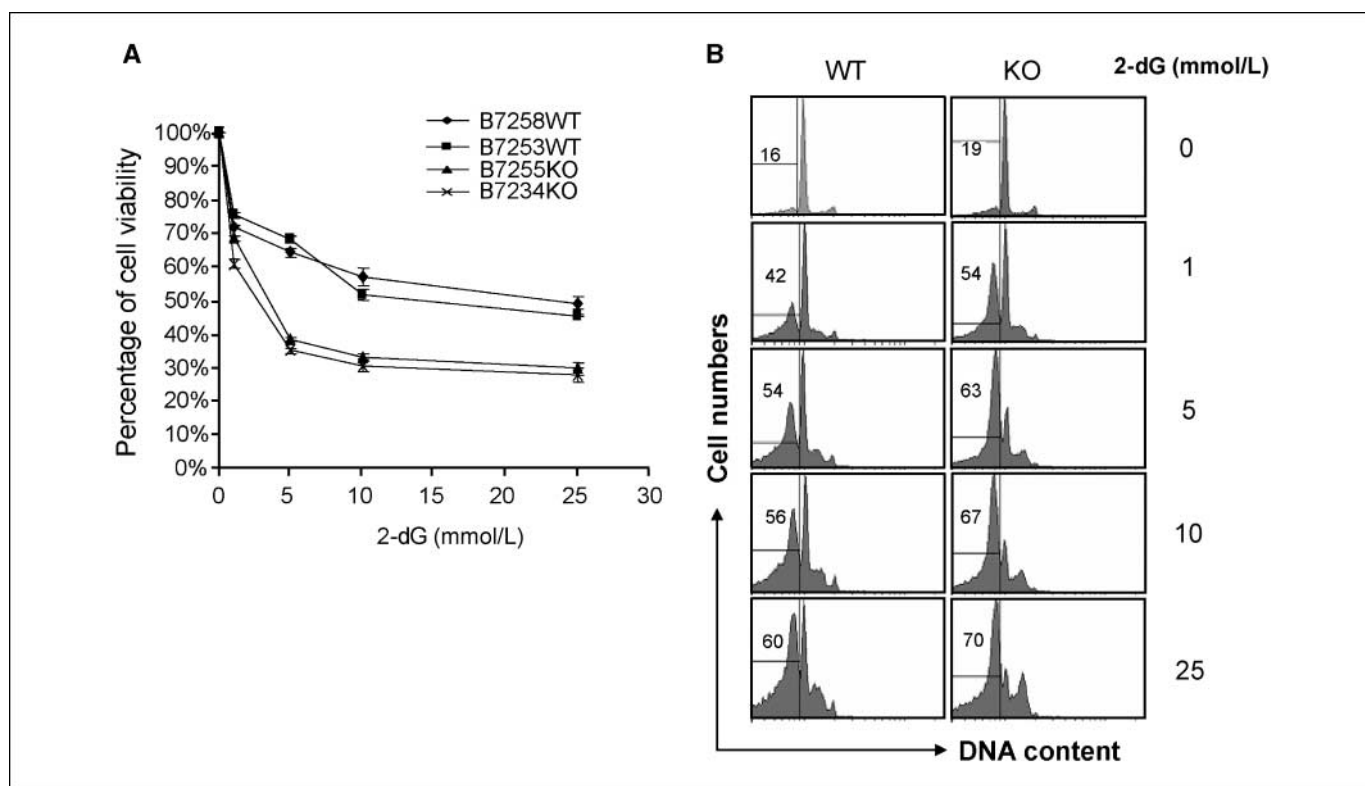 A
B7258WT
B7253WT
B7255KO
B7234KO
Percentage of cell viability
100%
90%
80%
70%
60%
50%
40%
30%
20%
10%
0%
0 5 10 15 20 25 30
2-dG (mmol/L)
B
WT KO 2-dG (mmol/L)
16 19 0
42 54 1
54 63 5
56 67 10
60 70 25
Cell numbers
DNA content